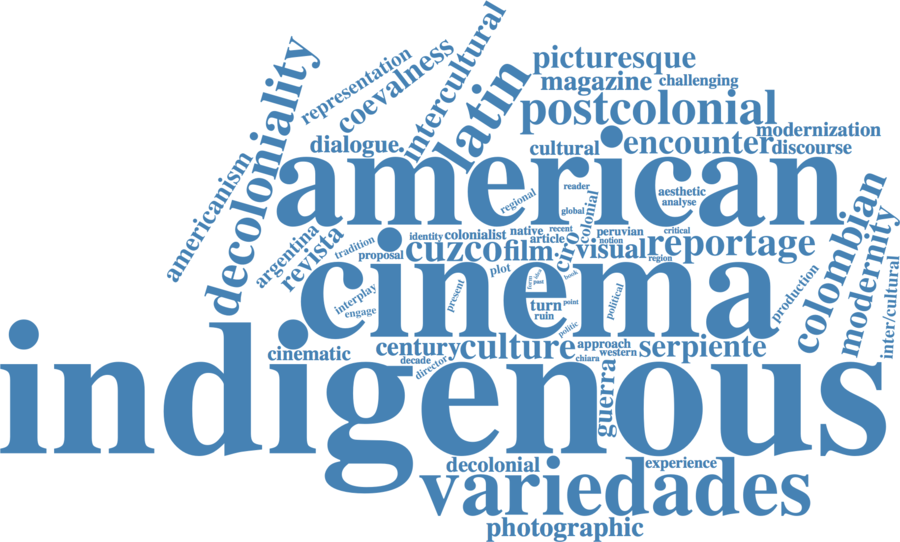 representation
coevalness
intercultural
picturesque
magazine
challenging
decoloniality
latin
postcolonial
americanism
dialogue
cultural
encounter
modernization
discourse
american
reader
regional
global
colonial
aesthetic
analyse
argentina
revista
tradition
proposal
identity
colonialist
native
recent
article
peruvian
notion
critical
cuzco
film
ciro
visual
region
reportage
colombian
modernity
inter/cultural
cinema
plot
book
form
past
interplay
engage
present
turn
point
ruin
political
politic
production
cinematic
century
decade
director
culture
approach
chiara
western
serpiente
guerra
indigenous
decolonial
experience
variedades
photographic